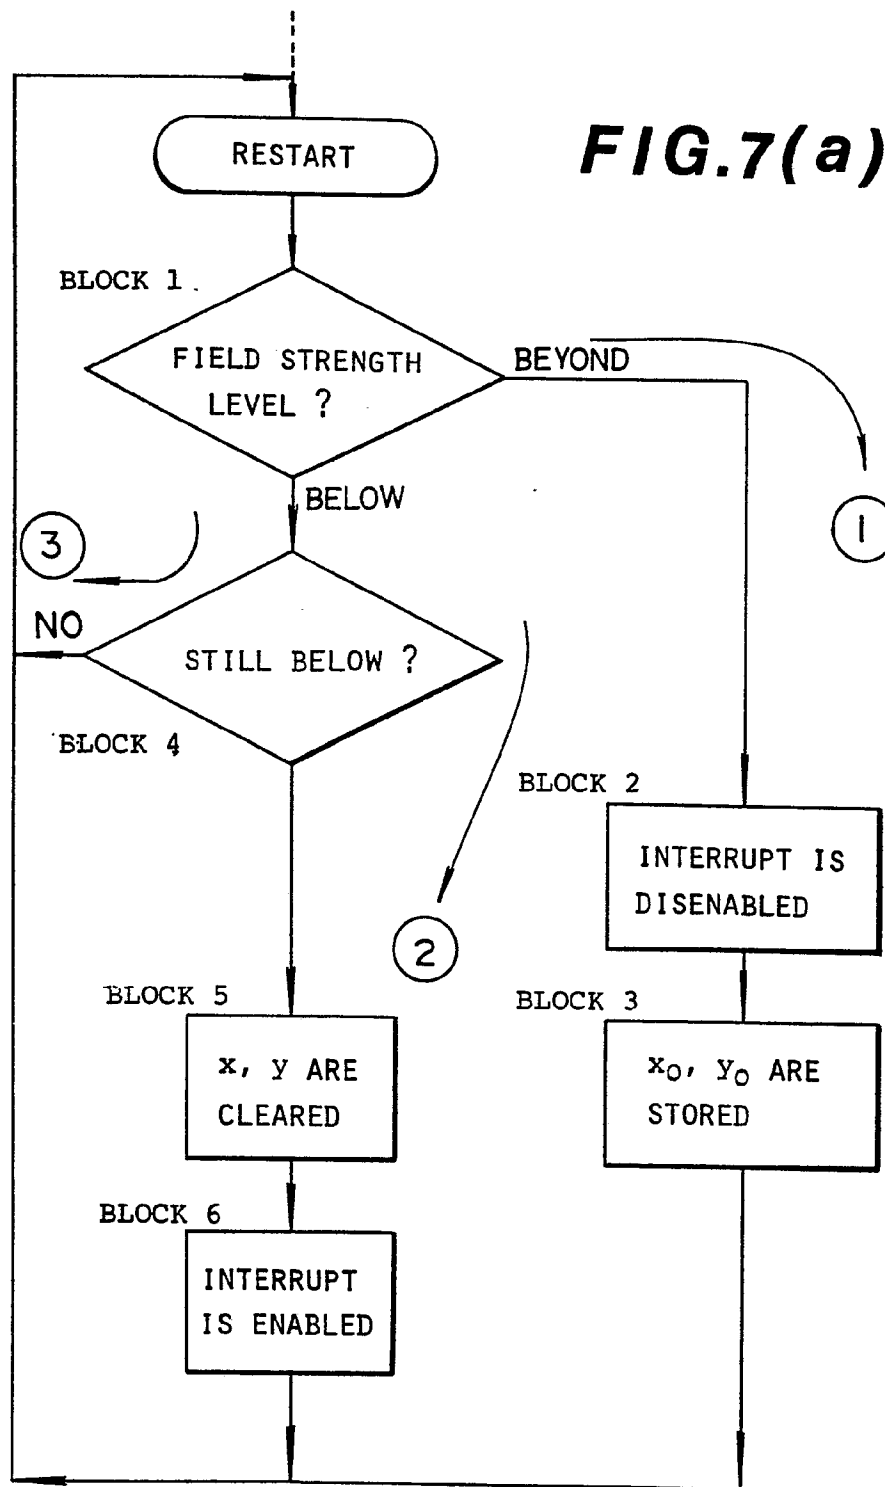 RESTART
FIG.7(a)
BLOCK 1
FIELD STRENGTH
LEVEL ?
BEYOND
1
BELOW
3
NO
STILL BELOW ?
BLOCK 4
BLOCK 2
INTERRUPT IS
DISENABLED
2
BLOCK 5
x, y ARE
CLEARED
BLOCK 3
x₀, y₀ ARE
STORED
BLOCK 6
INTERRUPT
IS ENABLED